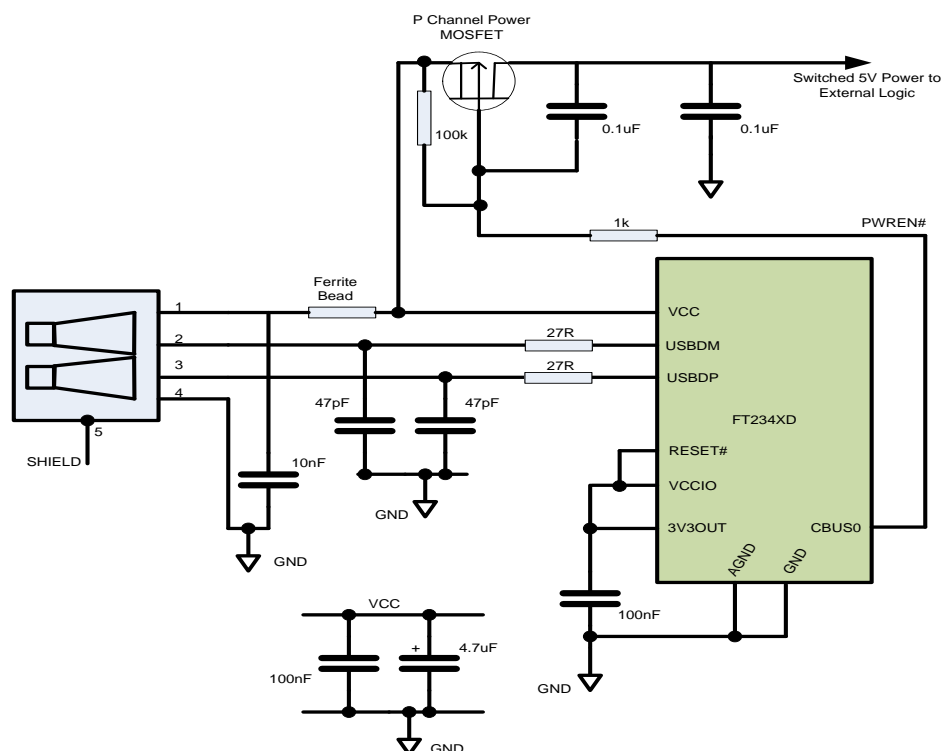 P Channel Power
MOSFET
Switched 5V Power to
External Logic
100k
0.1uF
0.1uF
1k
PWREN#
Ferrite
Bead
1
VCC
2
27R
USBDM
3
27R
USBDP
4
47pF
47pF
FT234XD
5
SHIELD
10nF
RESET#
VCCIO
GND
3V3OUT
CBUS0
GND
AGND
GND
100nF
VCC
+
4.7uF
100nF
GND
GND